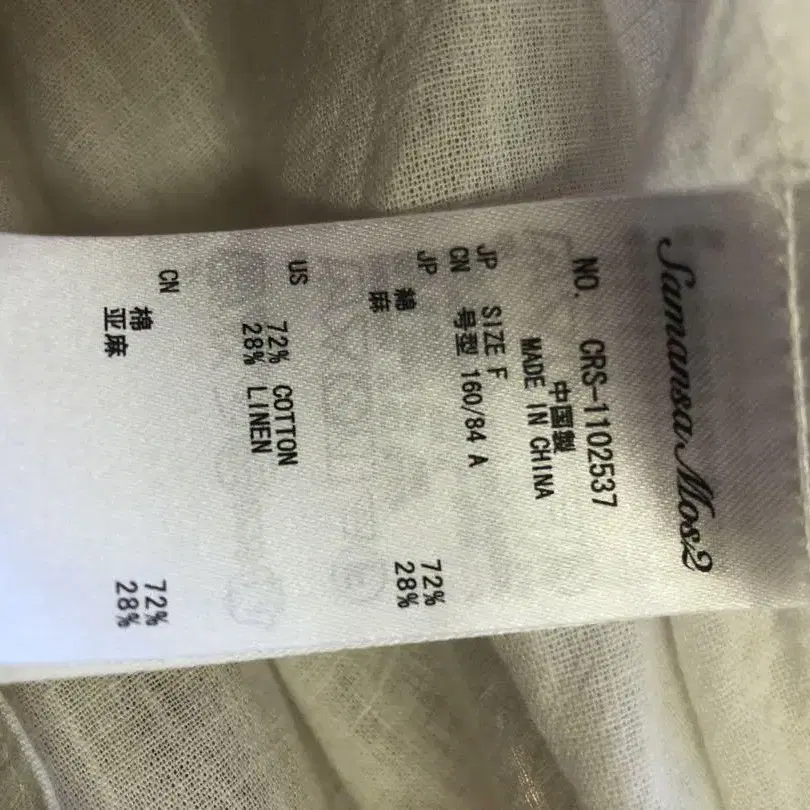 Samansa Mos2
NO. CRS-1102537
中国製
MADE IN CHINA
JP SIZE F
CN 号型 160/84 A
JP
綿 72%
麻 28%
US
72% COTTON
28% LINEN
CN
棉 72%
亚麻 28%